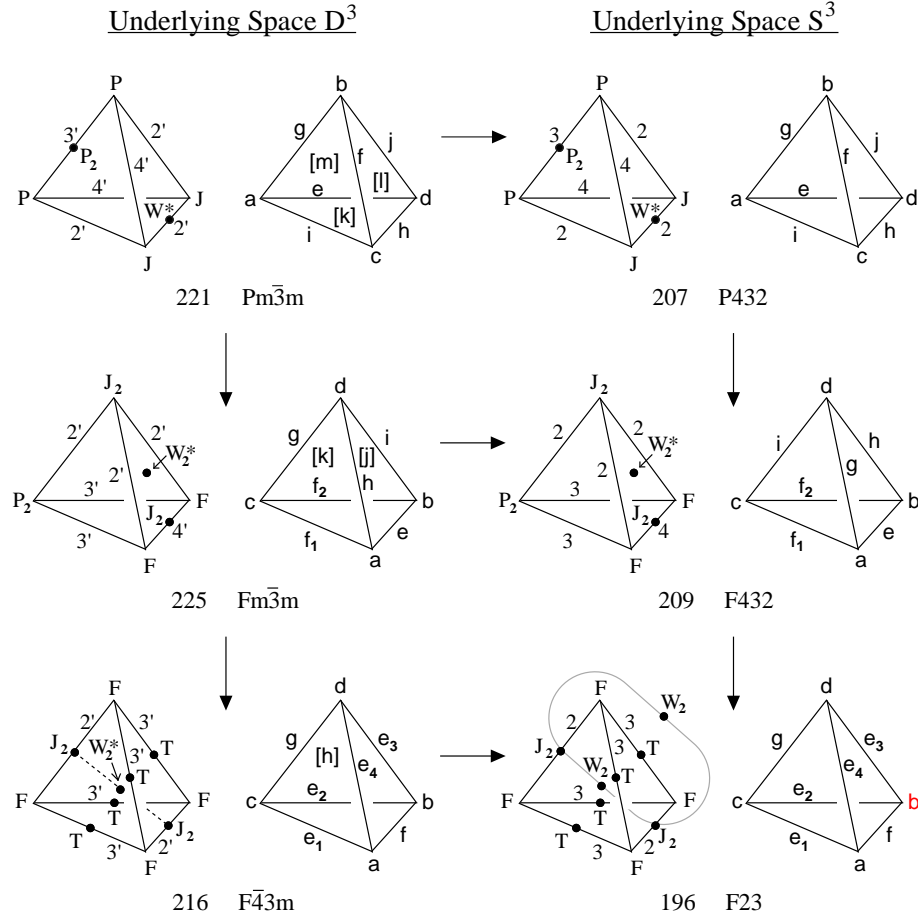 Underlying Space D³
Underlying Space S³
P
3'
P₂
2'
4'
P
4'
J
W*
2'
2'
J
b
g
j
[m]
f
a
e
[l]
d
[k]
i
h
c
P
3
P₂
2
4
P
4
J
W*
2
2
J
b
g
j
f
a
e
d
i
h
c
221 Pm3̅m
207 P432
J₂
2'
2'
W₂*
2'
P₂
3'
F
J₂
4'
3'
F
d
g
i
[k]
[j]
h
c
f₂
b
f₁
e
a
J₂
2
2
W₂*
2
P₂
3
F
J₂
4
3
F
d
i
h
g
c
f₂
b
f₁
e
a
225 Fm3̅m
209 F432
F
2'
3'
J₂
W₂*
T
3'
T
F
3'
T
F
T
3'
2'
J₂
F
d
g
e₃
[h]
e₄
c
e₂
b
e₁
f
a
F
W₂
2
3
J₂
3
T
W₂
T
F
3
T
F
T
3
2
J₂
F
d
g
e₃
e₄
c
e₂
b
e₁
f
a
216 F4̅3m
196 F23